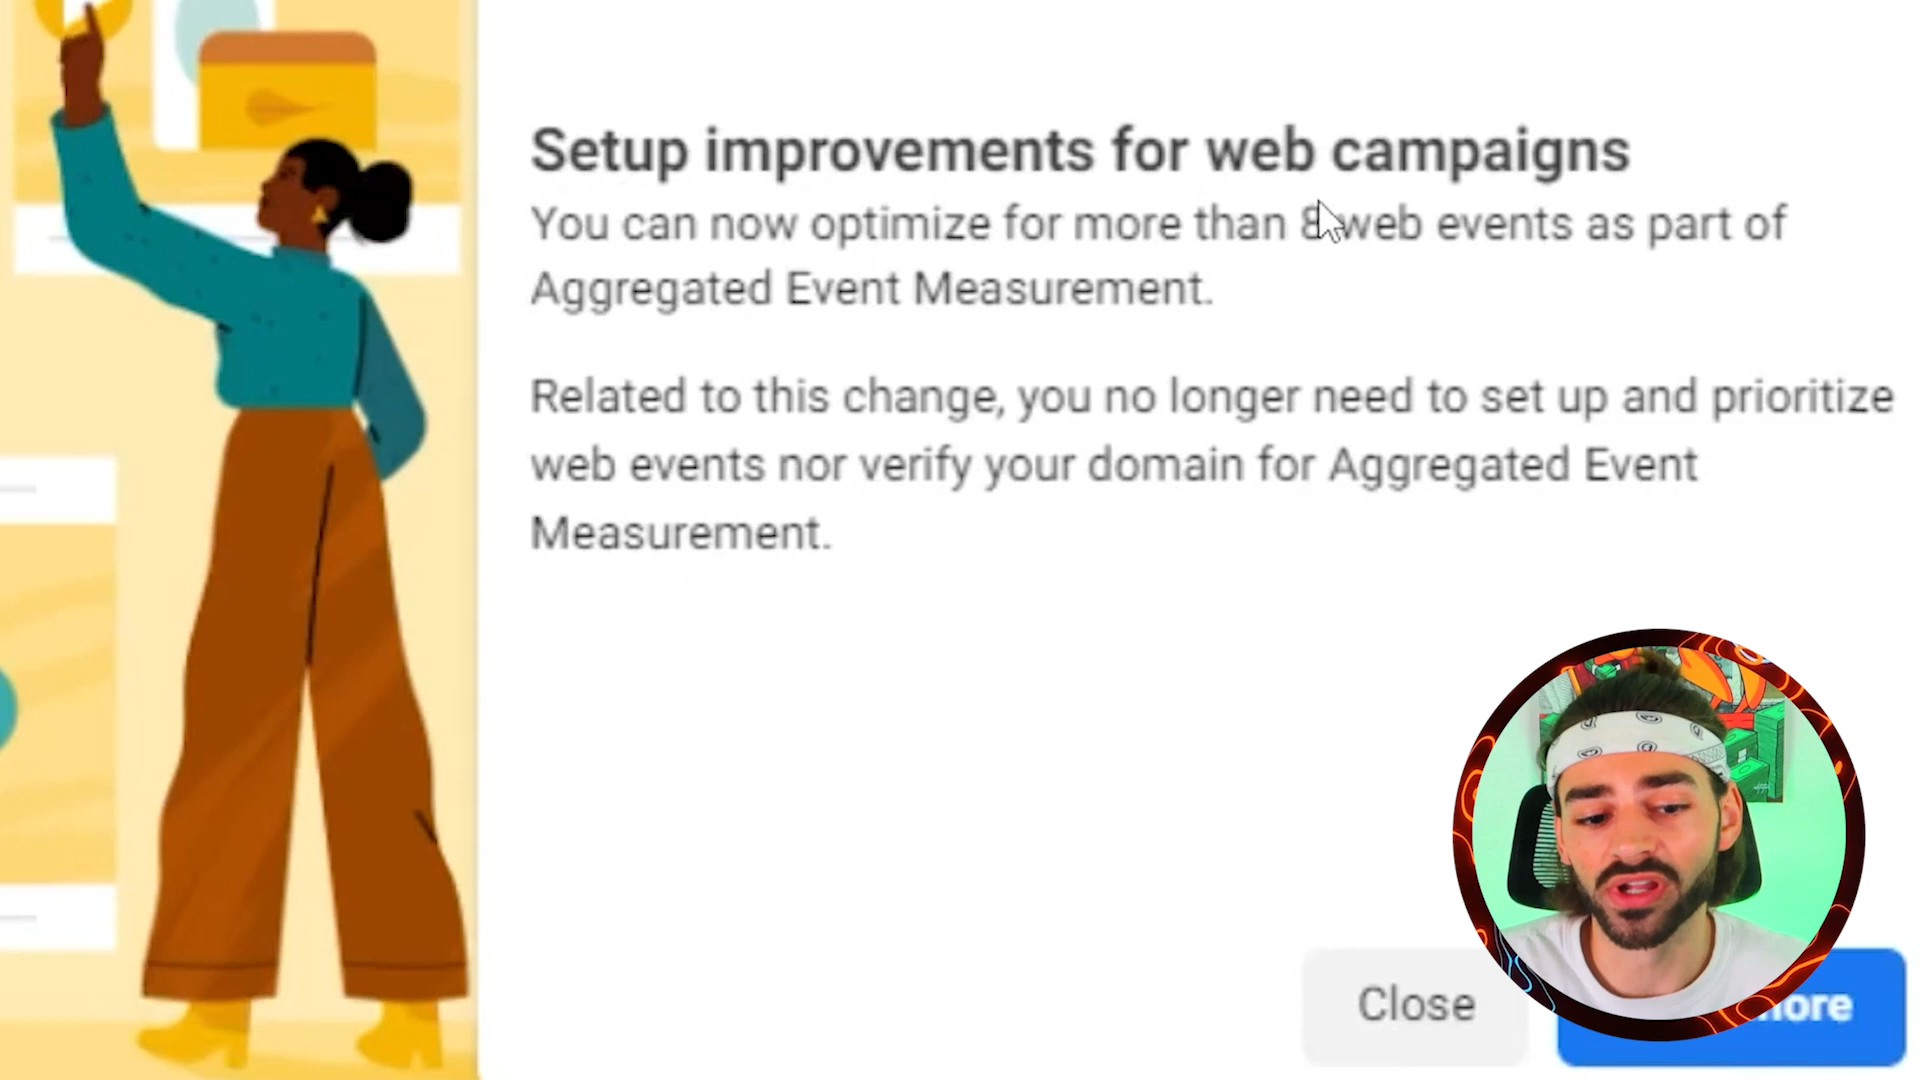 Setup improvements for web campaigns
You can now optimize for more than 8 web events as part of
Aggregated Event Measurement.
Related to this change, you no longer need to set up and prioritize
web events nor verify your domain for Aggregated Event
Measurement.
Close
more